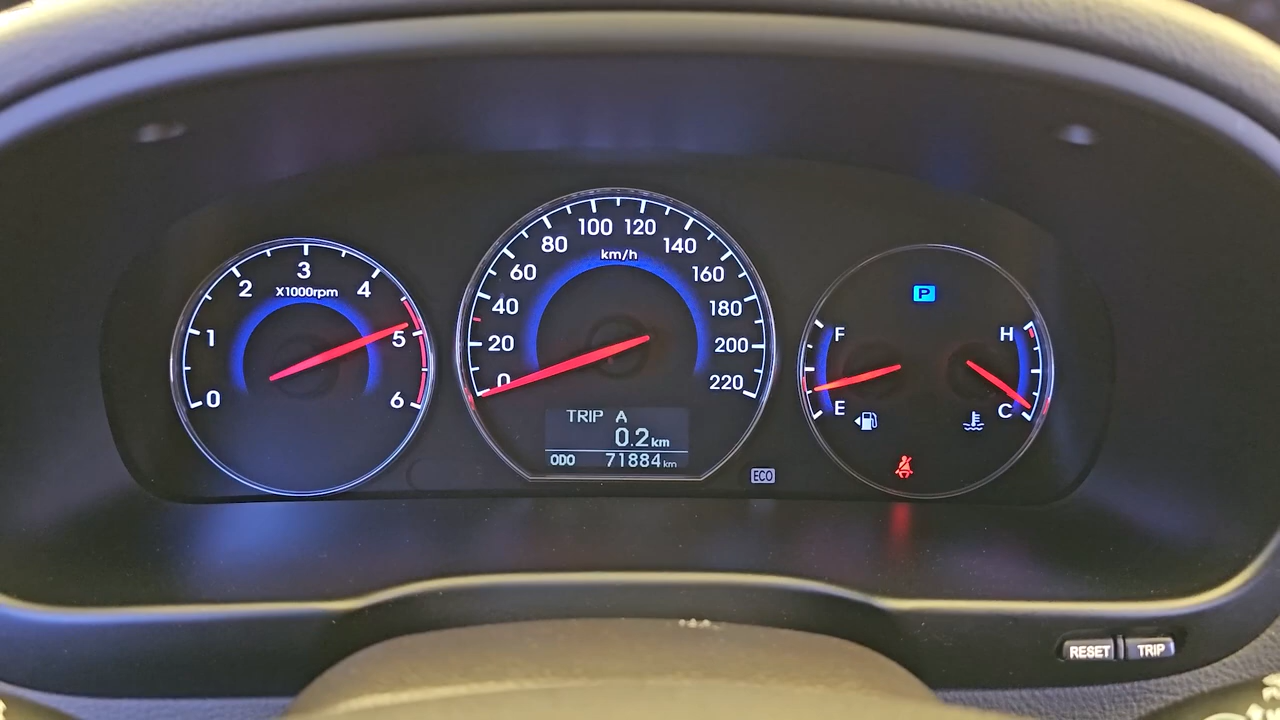 0 1 2 3 4 5 6
X1000rpm
0 20 40 60 80 100 120 140 160 180 200 220
km/h
TRIP A
0.2 km
ODO 71884 km
ECO
P
F
E
H
C
RESET TRIP